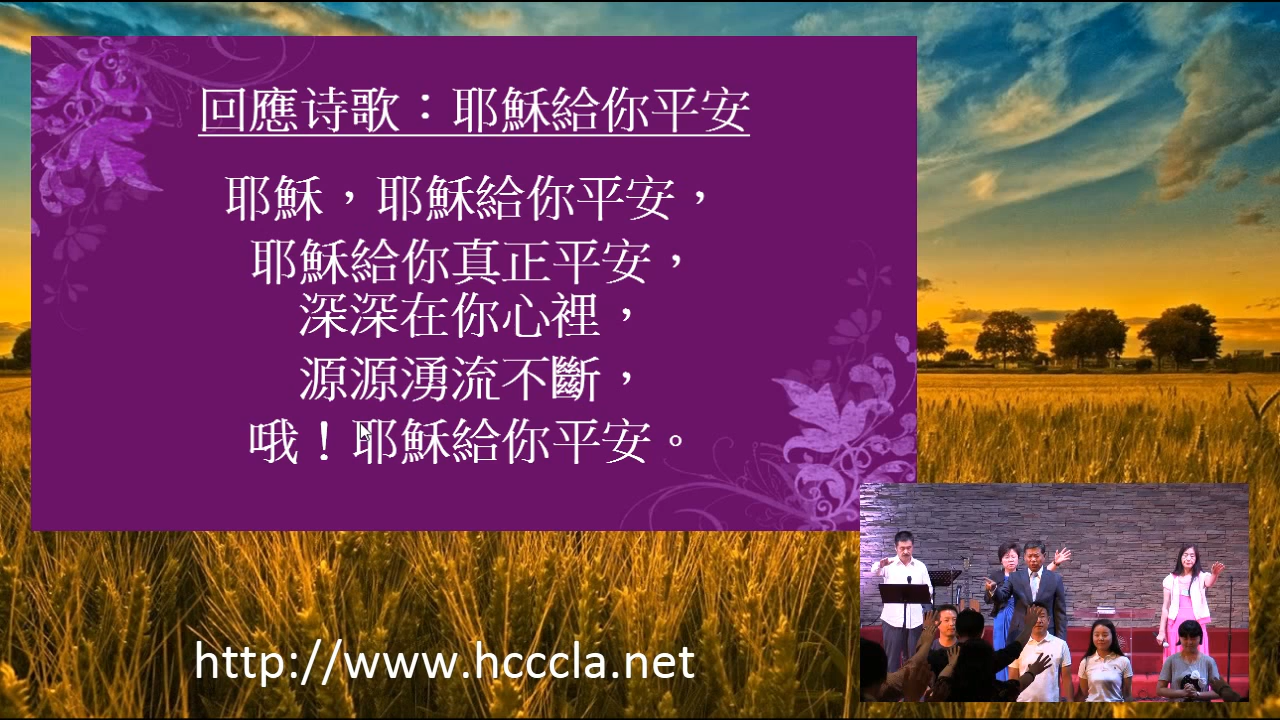 回應诗歌：耶穌給你平安
耶穌，耶穌給你平安，
耶穌給你真正平安，
深深在你心裡，
源源湧流不斷，
哦！耶穌給你平安。
http://www.hcccla.net